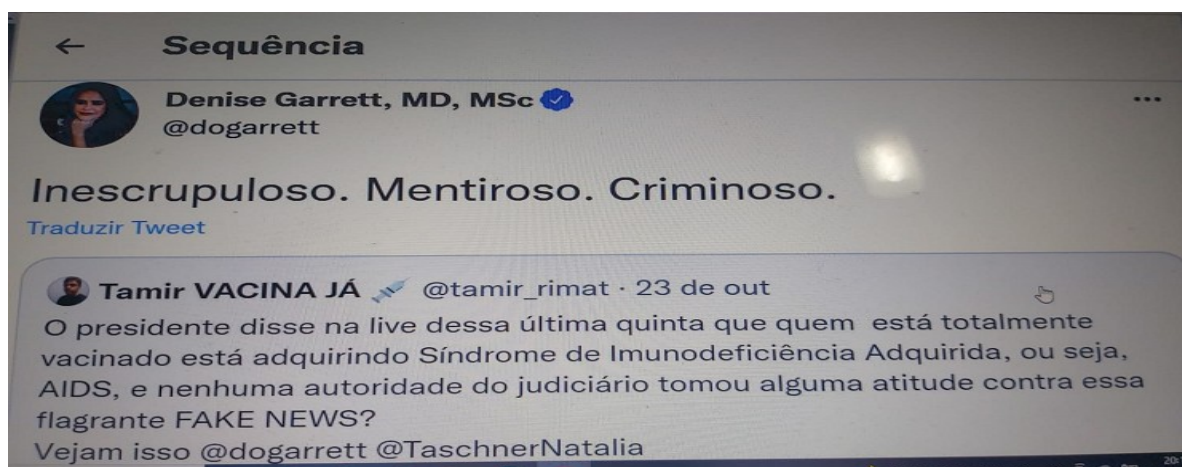 ← Sequência
Denise Garrett, MD, MSc
@dogarrett
Inescrupuloso. Mentiroso. Criminoso.
Traduzir Tweet
Tamir VACINA JÁ 💉 @tamir_rimat · 23 de out
O presidente disse na live dessa última quinta que quem está totalmente
vacinado está adquirindo Síndrome de Imunodeficiência Adquirida, ou seja,
AIDS, e nenhuma autoridade do judiciário tomou alguma atitude contra essa
flagrante FAKE NEWS?
Vejam isso @dogarrett @TaschnerNatalia